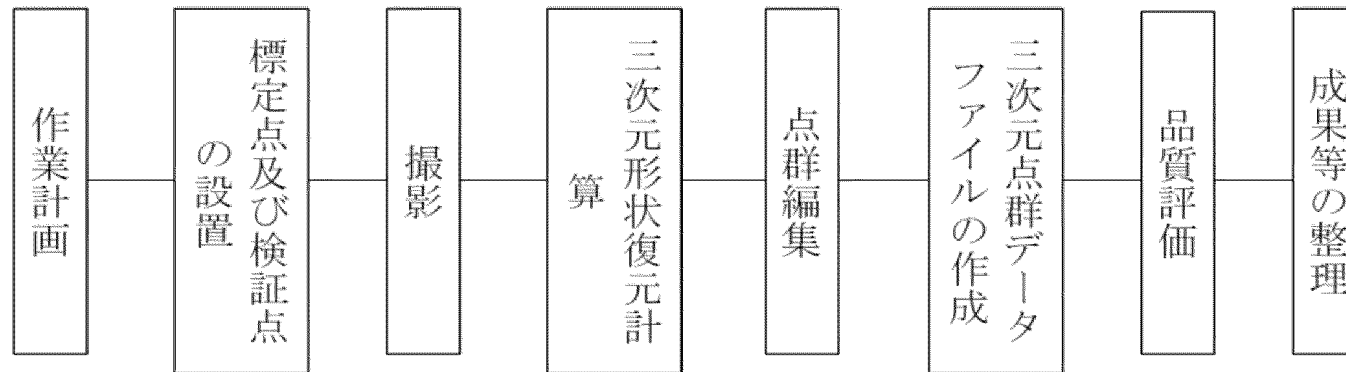 作業計画
標定点及び検証点
の設置
撮影
三次元形状復元計
算
点群編集
三次元点群データ
ファイルの作成
品質評価
成果等の整理